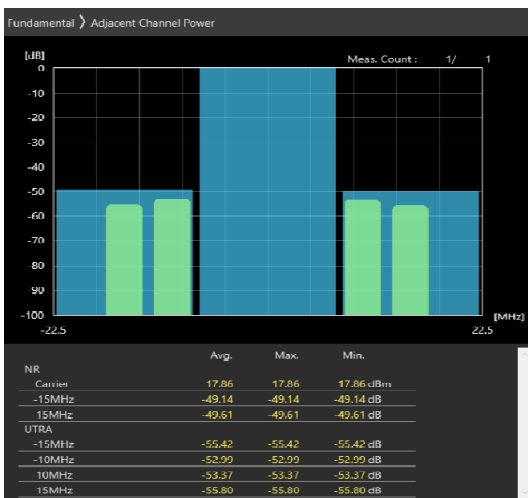 Fundamental ❯ Adjacent Channel Power
[dB]
Meas. Count : 1/ 1
0
-10
-20
-30
-40
-50
-60
-70
80
90
-100
[MHz]
-22.5 22.5
Avg. Max. Min.
NR
Carrier 17.86 17.86 17.86 dBm
-15MHz -49.14 -49.14 -49.14 dB
15MHz -49.61 -49.61 -49.61 dB
UTRA
-15MHz -55.42 -55.42 -55.42 dB
-10MHz -52.99 -52.99 -52.99 dB
10MHz -53.37 -53.37 -53.37 dB
15MHz -55.80 -55.80 -55.80 dB